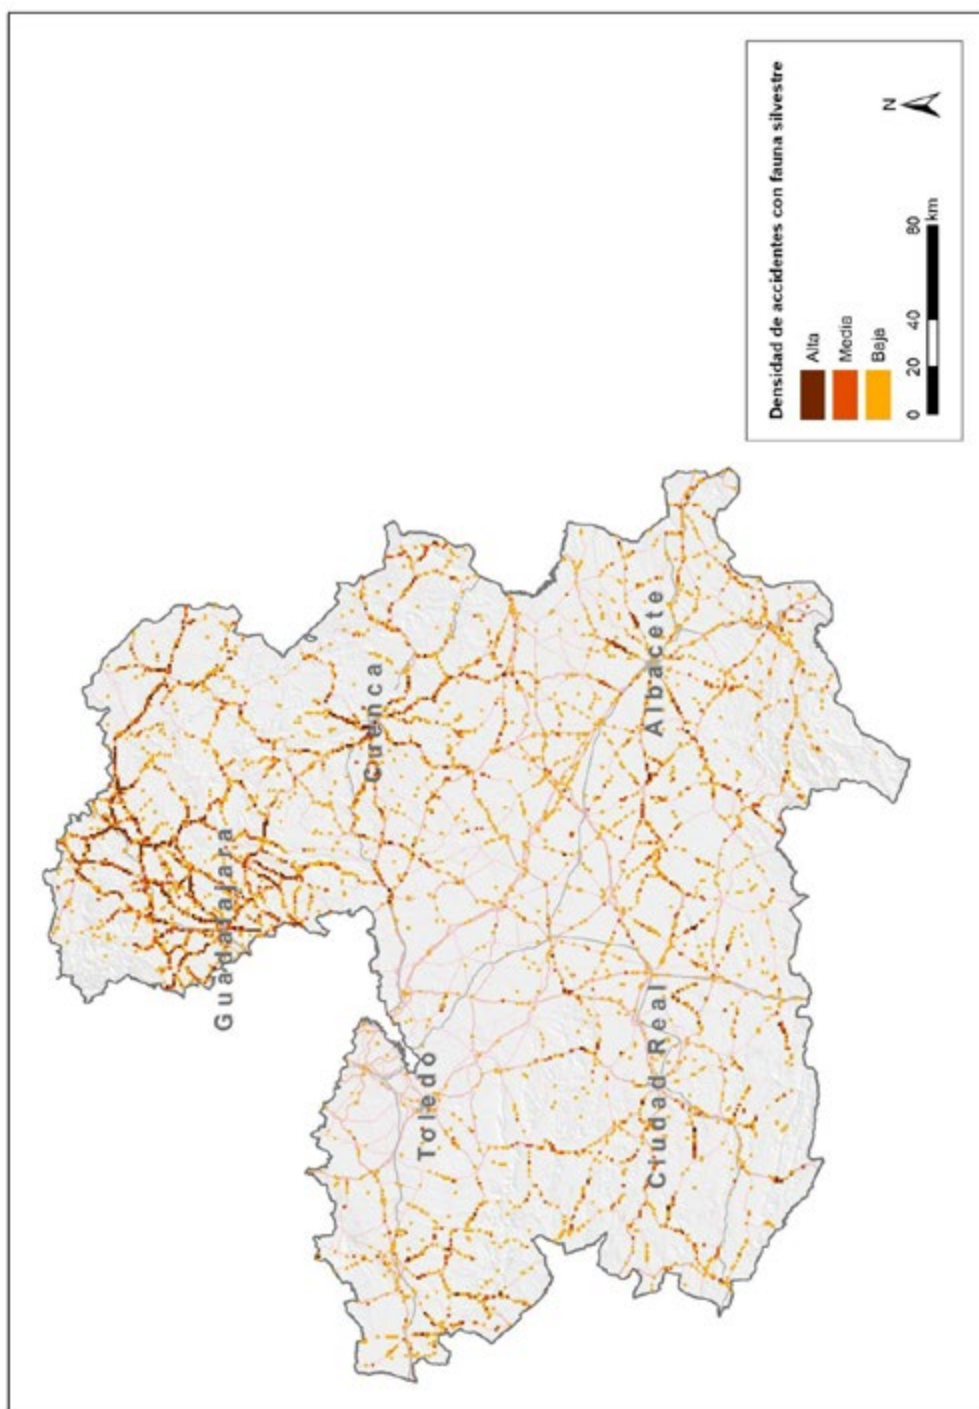 Guadalajara
Cuenca
Toledo
Albacete
Ciudad Real
Densidad de accidentes con fauna silvestre
Alta
Media
Baja
0 20 40 80
km
N